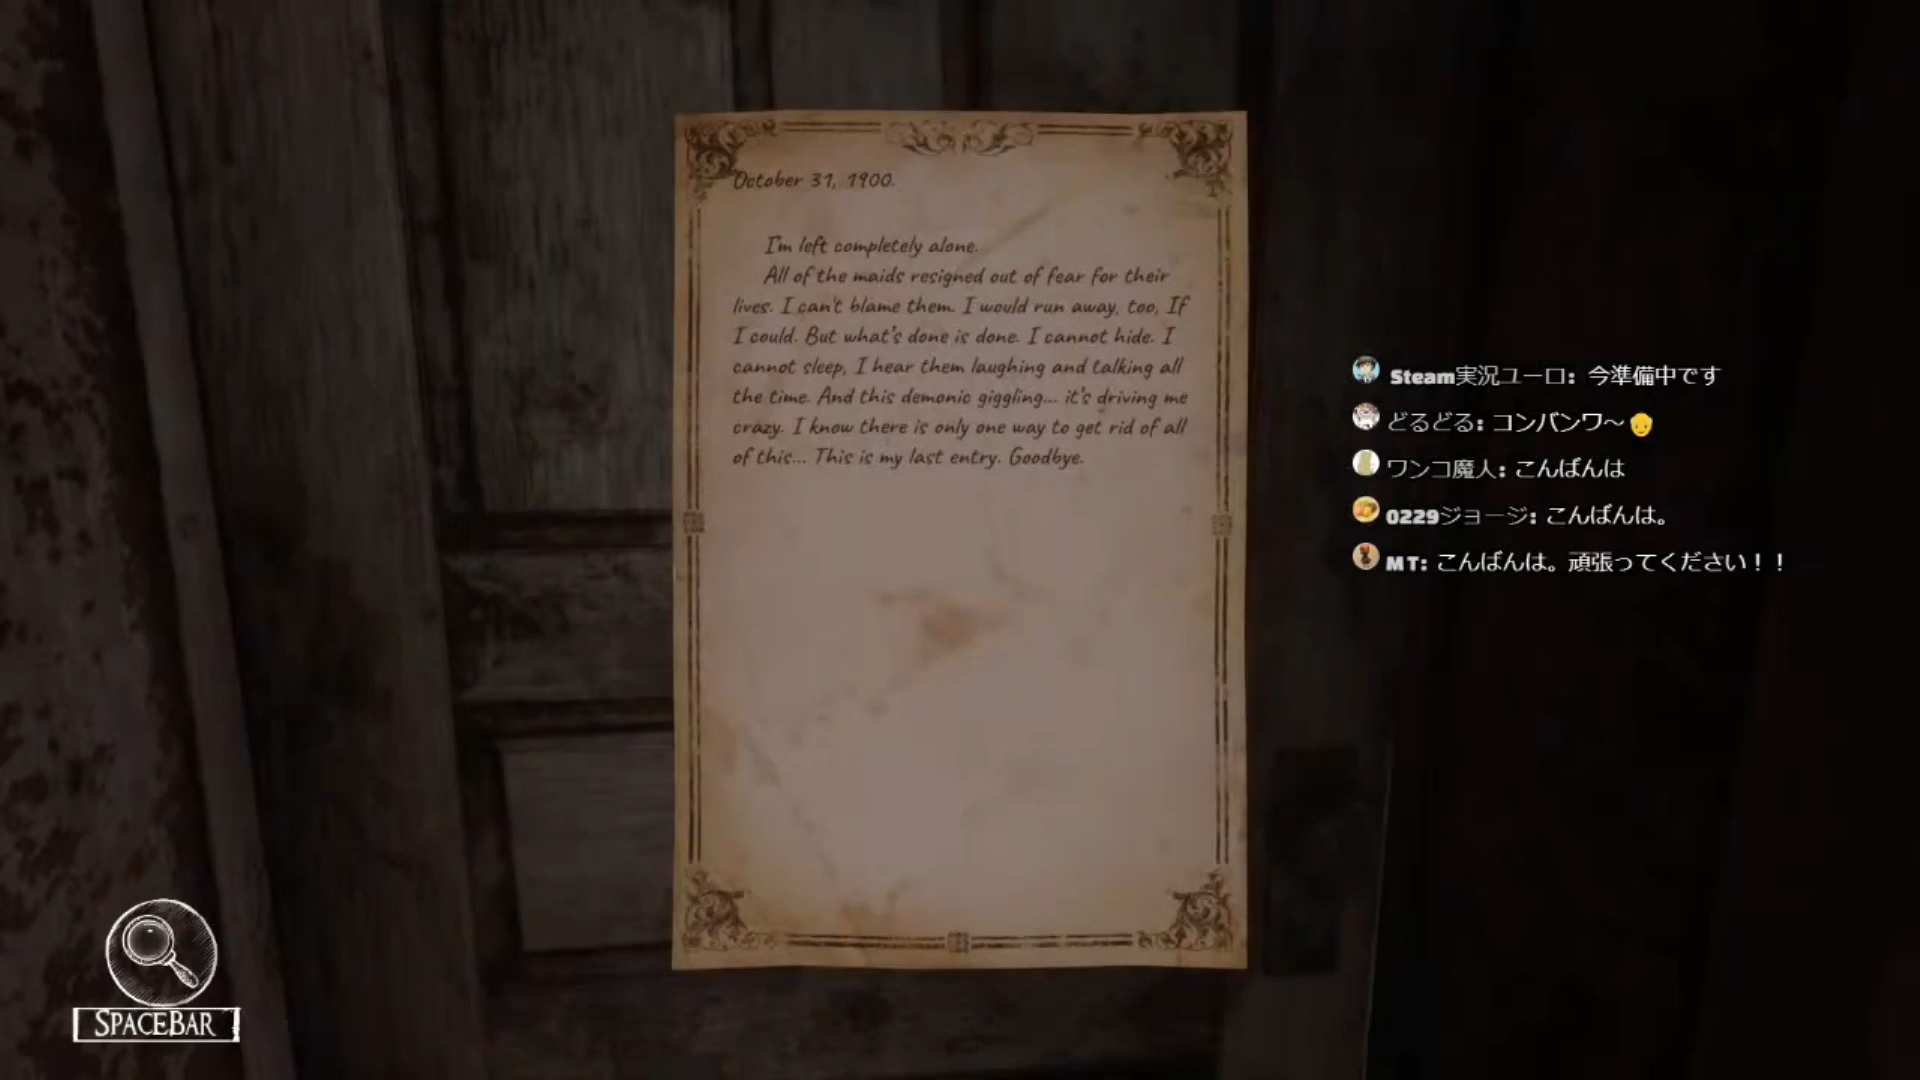 October 31, 1900.
I'm left completely alone.
All of the maids resigned out of fear for their
lives. I can't blame them. I would run away, too, If
I could. But what's done is done. I cannot hide. I
cannot sleep, I hear them laughing and talking all
the time. And this demonic giggling... it's driving me
crazy. I know there is only one way to get rid of all
of this... This is my last entry. Goodbye.
Steam実況ユーロ: 今準備中です
どるどる: コンバンワ～👴
ワンコ魔人: こんばんは
0229ジョージ: こんばんは。
MT: こんばんは。頑張ってください！！
SPACEBAR